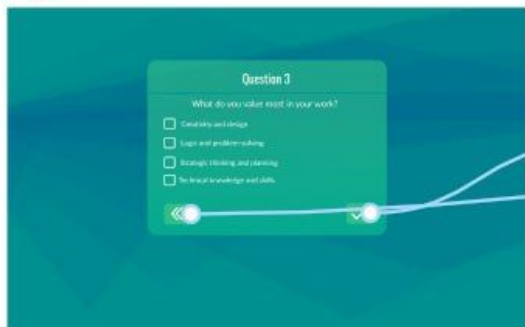 Question 3
What do you value most in your work?
Creativity and design
Logic and problem-solving
Strategic thinking and planning
Technical knowledge and skills